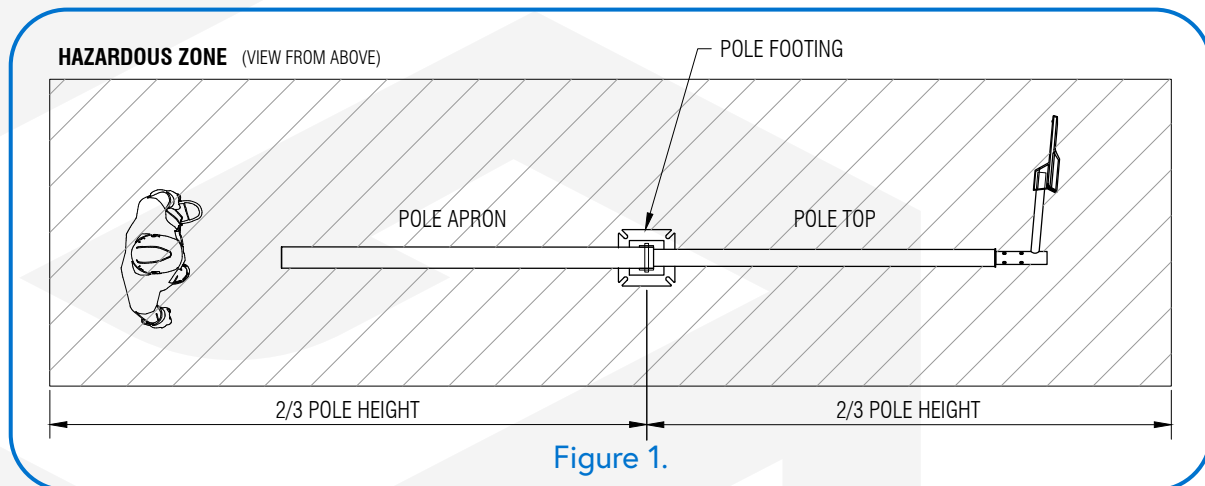 POLE FOOTING
HAZARDOUS ZONE (VIEW FROM ABOVE)
POLE APRON
POLE TOP
2/3 POLE HEIGHT
2/3 POLE HEIGHT
Figure 1.